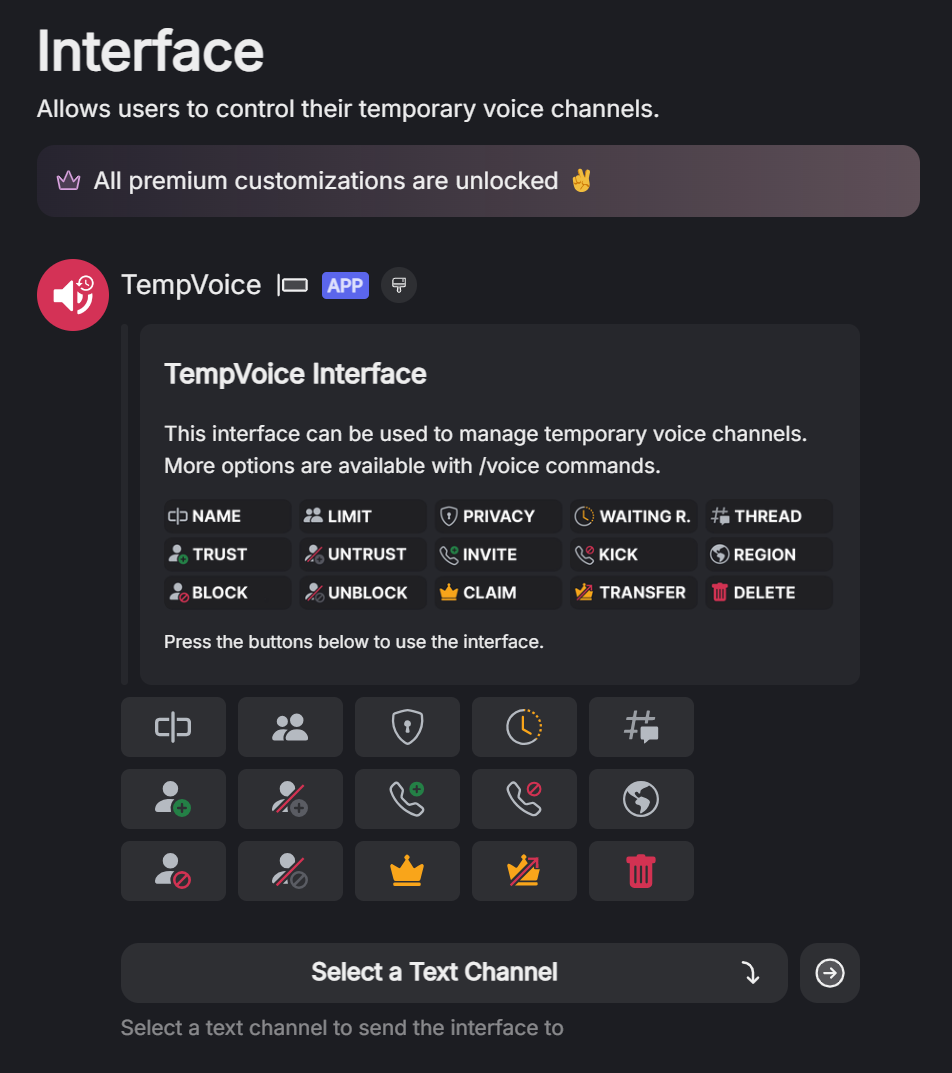 Interface
Allows users to control their temporary voice channels.
All premium customizations are unlocked ✌️
TempVoice APP
TempVoice Interface
This interface can be used to manage temporary voice channels.
More options are available with /voice commands.
NAME LIMIT PRIVACY WAITING R. THREAD
TRUST UNTRUST INVITE KICK REGION
BLOCK UNBLOCK CLAIM TRANSFER DELETE
Press the buttons below to use the interface.
Select a Text Channel
Select a text channel to send the interface to